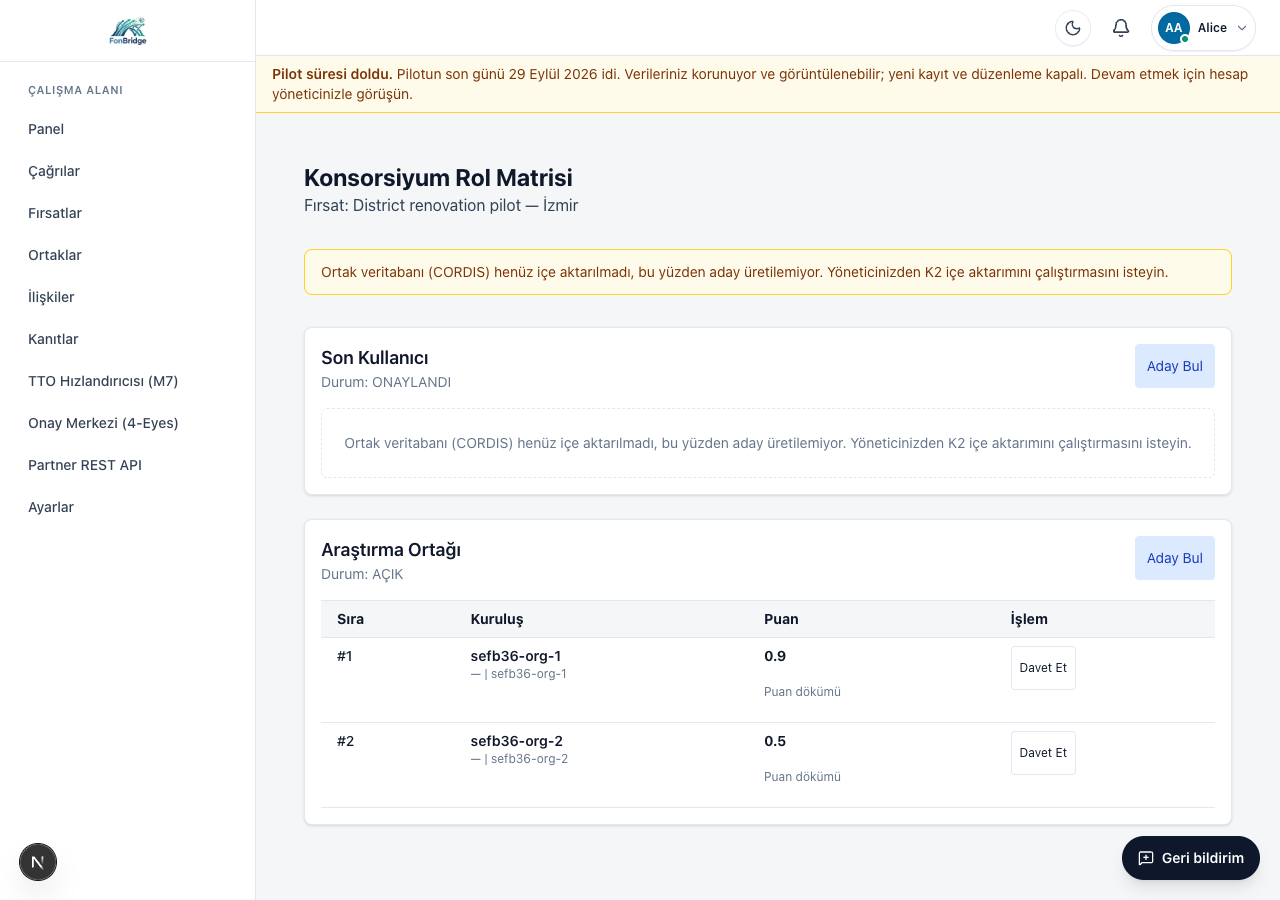 FonBridge
AA
Alice
Pilot süresi doldu. Pilotun son günü 29 Eylül 2026 idi. Verileriniz korunuyor ve görüntülenebilir; yeni kayıt ve düzenleme kapalı. Devam etmek için hesap
yöneticinizle görüşün.
ÇALIŞMA ALANI
Panel
Çağrılar
Fırsatlar
Ortaklar
İlişkiler
Kanıtlar
TTO Hızlandırıcısı (M7)
Onay Merkezi (4-Eyes)
Partner REST API
Ayarlar
Konsorsiyum Rol Matrisi
Fırsat: District renovation pilot — İzmir
Ortak veritabanı (CORDIS) henüz içe aktarılmadı, bu yüzden aday üretilemiyor. Yöneticinizden K2 içe aktarımını çalıştırmasını isteyin.
Son Kullanıcı
Aday Bul
Durum: ONAYLANDI
Ortak veritabanı (CORDIS) henüz içe aktarılmadı, bu yüzden aday üretilemiyor. Yöneticinizden K2 içe aktarımını çalıştırmasını isteyin.
Araştırma Ortağı
Aday Bul
Durum: AÇIK
Sıra Kuruluş Puan İşlem
#1 sefb36-org-1 0.9 Davet Et
— | sefb36-org-1
Puan dökümü
#2 sefb36-org-2 0.5 Davet Et
— | sefb36-org-2
Puan dökümü
N
Geri bildirim